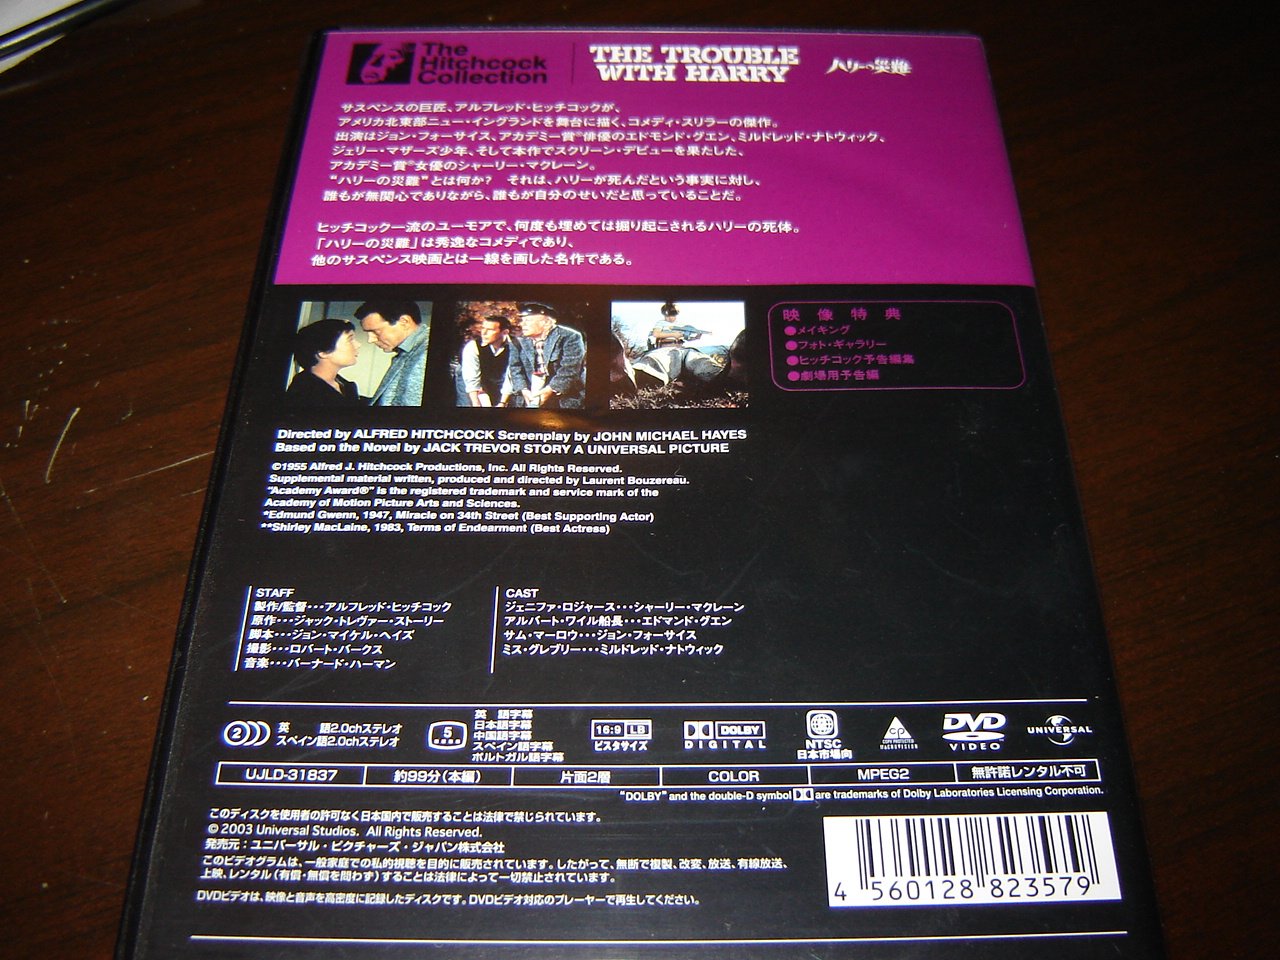 The
Hitchcock
Collection
THE TROUBLE
WITH HARRY
ハリーの災難
サスペンスの巨匠、アルフレッド・ヒッチコックが、
アメリカ北東部ニュー・イングランドを舞台に描く、コメディ・スリラーの傑作。
出演はジョン・フォーサイス、アカデミー賞®俳優のエドモンド・グエン、ミルドレッド・ナトウィック、
ジェリー・マザーズ少年、そして本作でスクリーン・デビューを果たした、
アカデミー賞®女優のシャーリー・マクレーン。
“ハリーの災難”とは何か? それは、ハリーが死んだという事実に対し、
誰もが無関心でありながら、誰もが自分のせいだと思っていることだ。
ヒッチコック一流のユーモアで、何度も埋めては掘り起こされるハリーの死体。
「ハリーの災難」は秀逸なコメディであり、
他のサスペンス映画とは一線を画した名作である。
映像特典
●メイキング
●フォト・ギャラリー
●ヒッチコック予告編集
●劇場用予告編
Directed by ALFRED HITCHCOCK Screenplay by JOHN MICHAEL HAYES
Based on the Novel by JACK TREVOR STORY A UNIVERSAL PICTURE
©1955 Alfred J. Hitchcock Productions, Inc. All Rights Reserved.
Supplemental material written, produced and directed by Laurent Bouzereau.
"Academy Award®" is the registered trademark and service mark of the
Academy of Motion Picture Arts and Sciences.
*Edmund Gwenn, 1947, Miracle on 34th Street (Best Supporting Actor)
**Shirley MacLaine, 1983, Terms of Endearment (Best Actress)
STAFF
製作/監督・・・アルフレッド・ヒッチコック
原作・・・ジャック・トレヴァー・ストーリー
脚本・・・ジョン・マイケル・ヘイズ
撮影・・・ロバート・バークス
音楽・・・バーナード・ハーマン
CAST
ジェニファ・ロジャース・・・シャーリー・マクレーン
アルバート・ワイル船長・・・エドマンド・グエン
サム・マーロウ・・・ジョン・フォーサイス
ミス・グレブリー・・・ミルドレッド・ナトウィック
2
英 語2.0chステレオ
スペイン語2.0chステレオ
5
英 語字幕
日本語字幕
中国語字幕
スペイン語字幕
ポルトガル語字幕
16:9 LB
ビスタサイズ
DOLBY
DIGITAL
2
NTSC
日本市場向
COPY PROTECTED
MACROVISION
DVD
VIDEO
UNIVERSAL
UJLD-31837 約99分(本編) 片面2層 COLOR MPEG2 無許諾レンタル不可
"DOLBY" and the double-D symbol are trademarks of Dolby Laboratories Licensing Corporation.
このディスクを使用者の許可なく日本国内で販売することは法律で禁じられています。
© 2003 Universal Studios. All Rights Reserved.
発売元:ユニバーサル・ピクチャーズ・ジャパン株式会社
このビデオグラムは、一般家庭での私的視聴を目的に販売されています。したがって、無断で複製、改変、放送、有線放送、
上映、レンタル(有償・無償を問わず)することは法律によって一切禁止されています。
DVDビデオは、映像と音声を高密度に記録したディスクです。DVDビデオ対応のプレーヤーで再生してください。
4 560128 823579